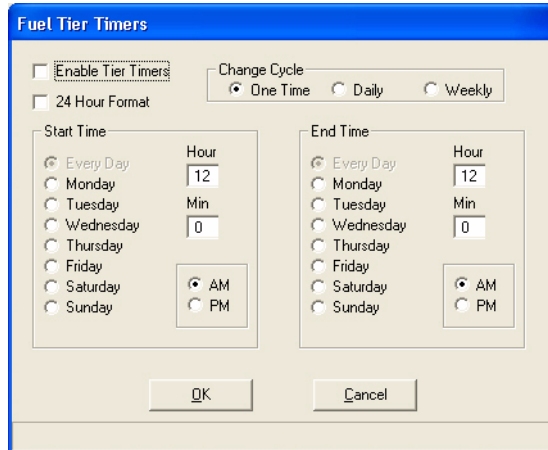 Fuel Tier Timers
Enable Tier Timers
24 Hour Format
Change Cycle
One Time Daily Weekly
Start Time
Every Day
Monday
Tuesday
Wednesday
Thursday
Friday
Saturday
Sunday
Hour
12
Min
0
AM
PM
End Time
Every Day
Monday
Tuesday
Wednesday
Thursday
Friday
Saturday
Sunday
Hour
12
Min
0
AM
PM
OK Cancel